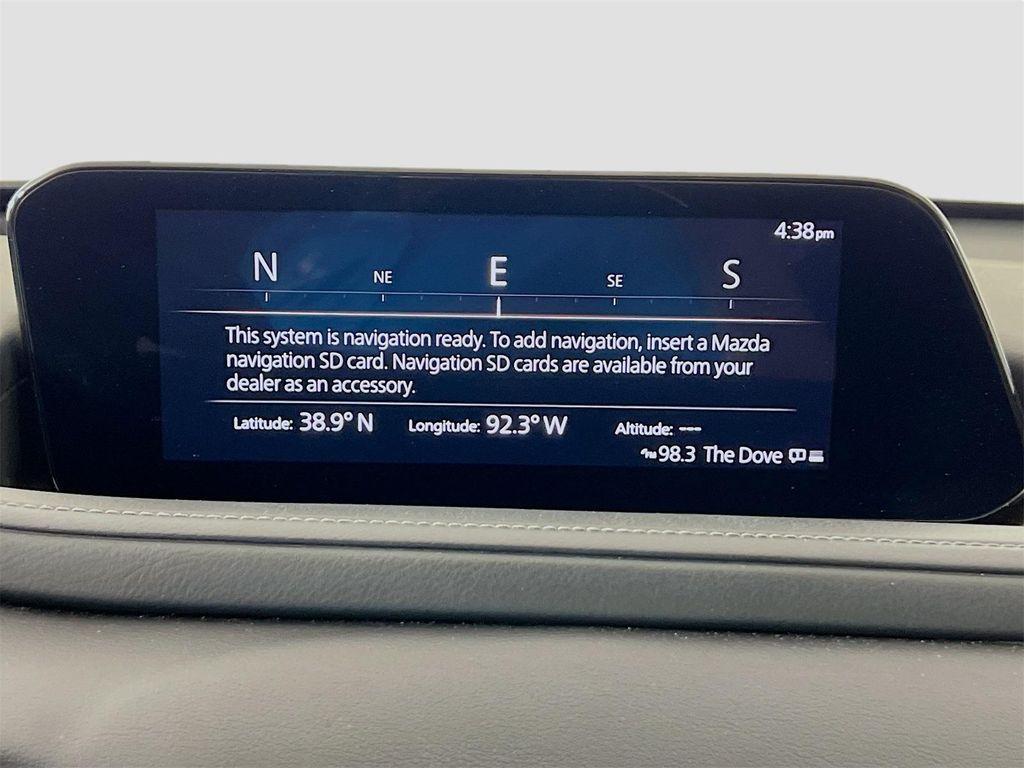 4:38pm
N NE E SE S
This system is navigation ready. To add navigation, insert a Mazda
navigation SD card. Navigation SD cards are available from your
dealer as an accessory.
Latitude: 38.9° N Longitude: 92.3° W Altitude: ---
FM 98.3 The Dove